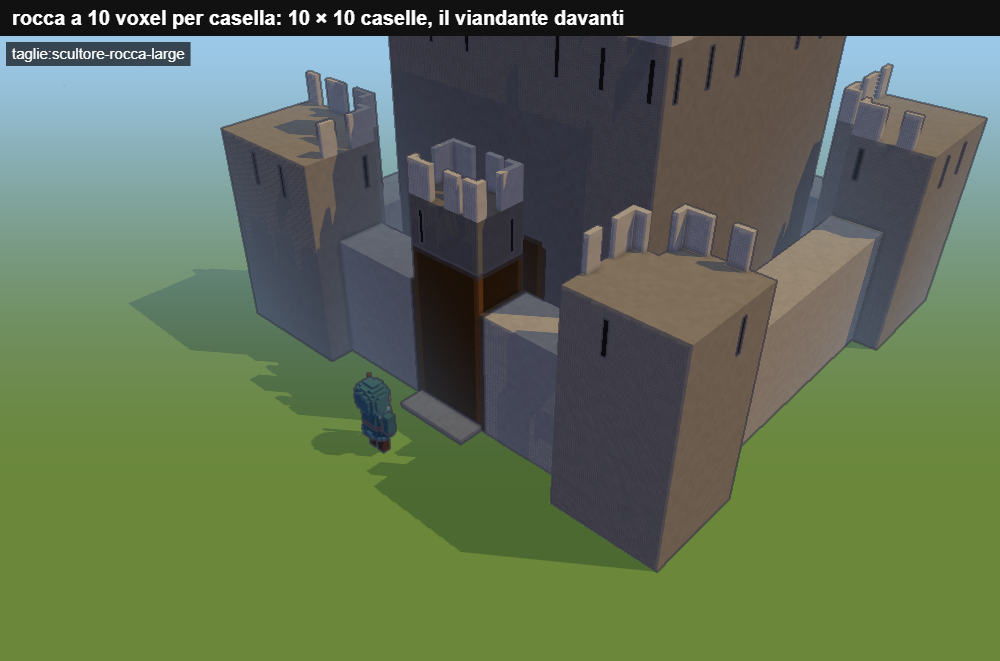 rocca a 10 voxel per casella: 10 × 10 caselle, il viandante davanti
taglie:scultore-rocca-large